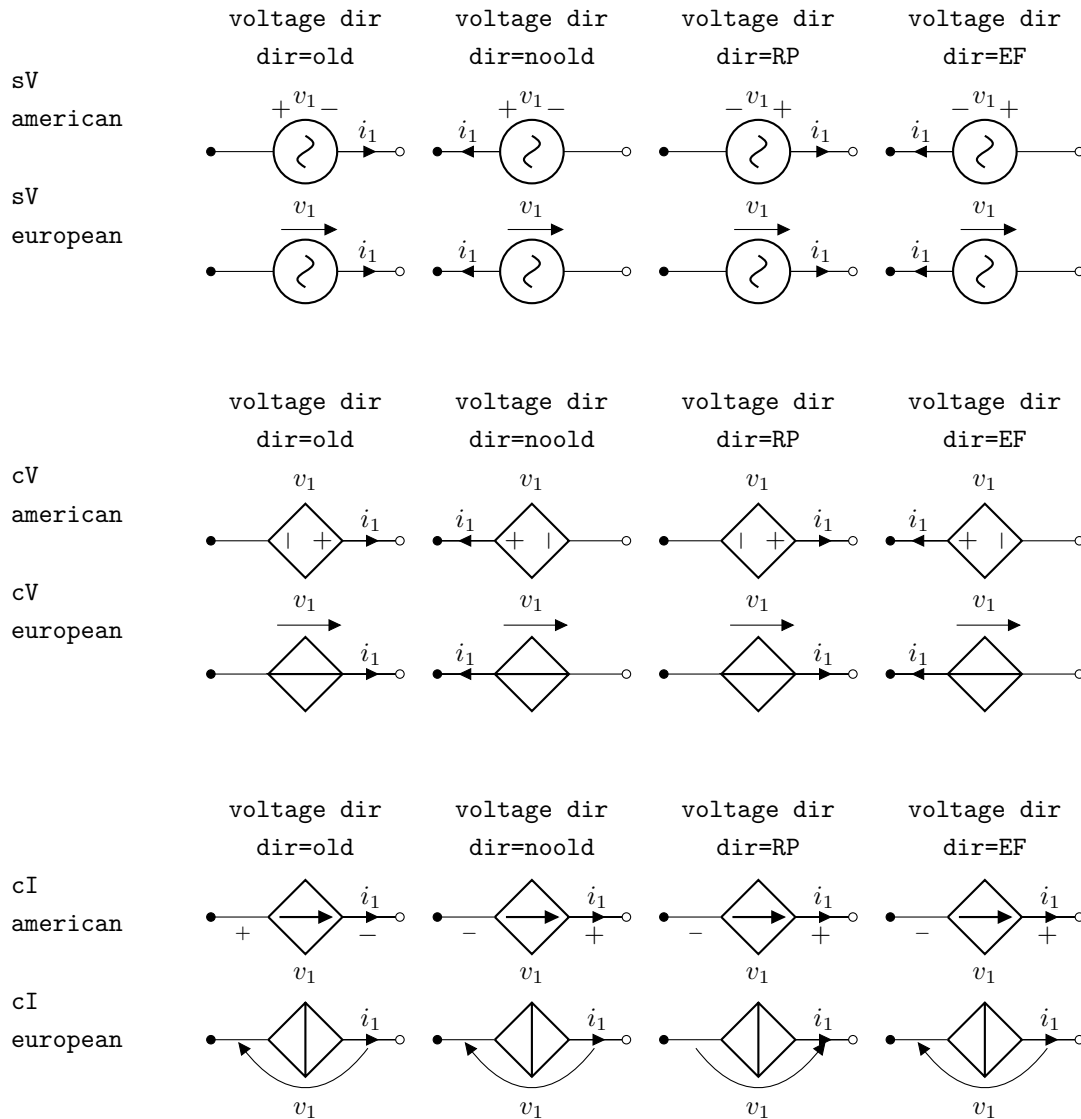 voltage dir voltage dir voltage dir voltage dir
dir=old dir=noold dir=RP dir=EF
sV
american
+ v₁ − + v₁ − − v₁ + − v₁ +
i₁ i₁ i₁ i₁
sV
european
v₁ v₁ v₁ v₁
i₁ i₁ i₁ i₁
voltage dir voltage dir voltage dir voltage dir
dir=old dir=noold dir=RP dir=EF
cV
american
v₁ v₁ v₁ v₁
i₁ i₁ i₁ i₁
− + + − − + + −
cV
european
v₁ v₁ v₁ v₁
i₁ i₁ i₁ i₁
voltage dir voltage dir voltage dir voltage dir
dir=old dir=noold dir=RP dir=EF
cI
american
i₁ i₁ i₁ i₁
+ − − + − + − +
v₁ v₁ v₁ v₁
cI
european
i₁ i₁ i₁ i₁
v₁ v₁ v₁ v₁